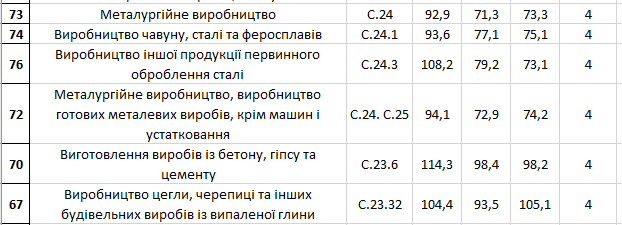 73 Металургійне виробництво С.24 92,9 71,3 73,3 4
74 Виробництво чавуну, сталі та феросплавів С.24.1 93,6 77,1 75,1 4
76 Виробництво іншої продукції первинного оброблення сталі С.24.3 108,2 79,2 73,1 4
72 Металургійне виробництво, виробництво готових металевих виробів, крім машин і устатковання С.24. С.25 94,1 72,9 74,2 4
70 Виготовлення виробів із бетону, гіпсу та цементу С.23.6 114,3 98,4 98,2 4
67 Виробництво цегли, черепиці та інших будівельних виробів із випаленої глини С.23.32 104,4 93,5 105,1 4